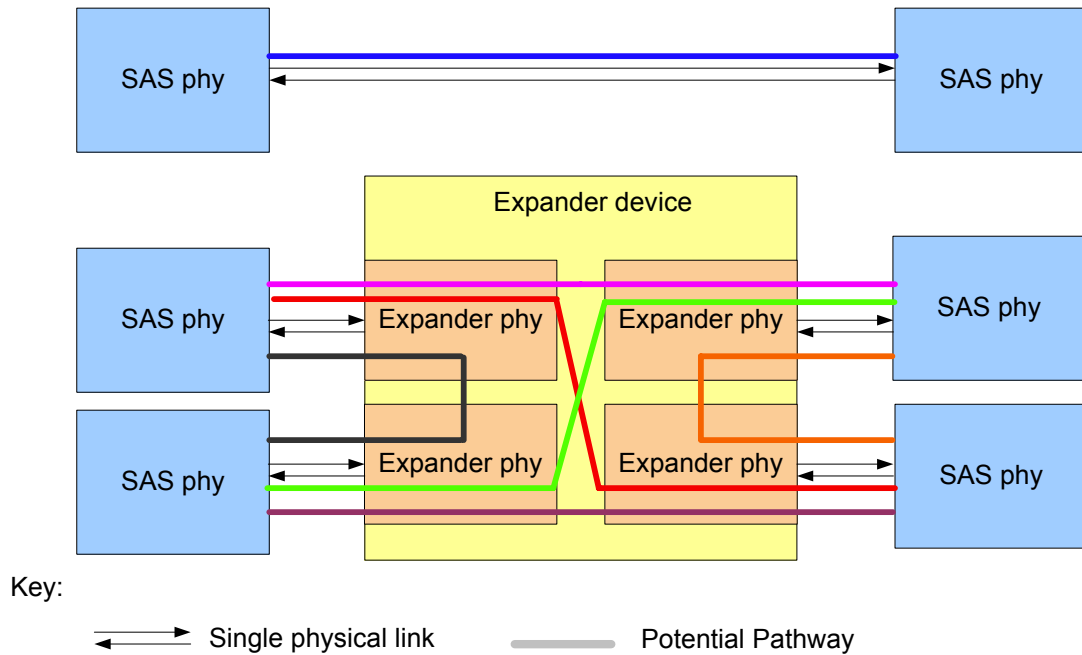 SAS phy
SAS phy
Expander device
SAS phy
Expander phy
Expander phy
SAS phy
SAS phy
Expander phy
Expander phy
SAS phy
Key:
Single physical link
Potential Pathway